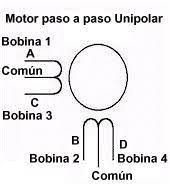 Motor paso a paso Unipolar
Bobina 1
A
Común
C
Bobina 3
B
D
Bobina 2
Bobina 4
Común